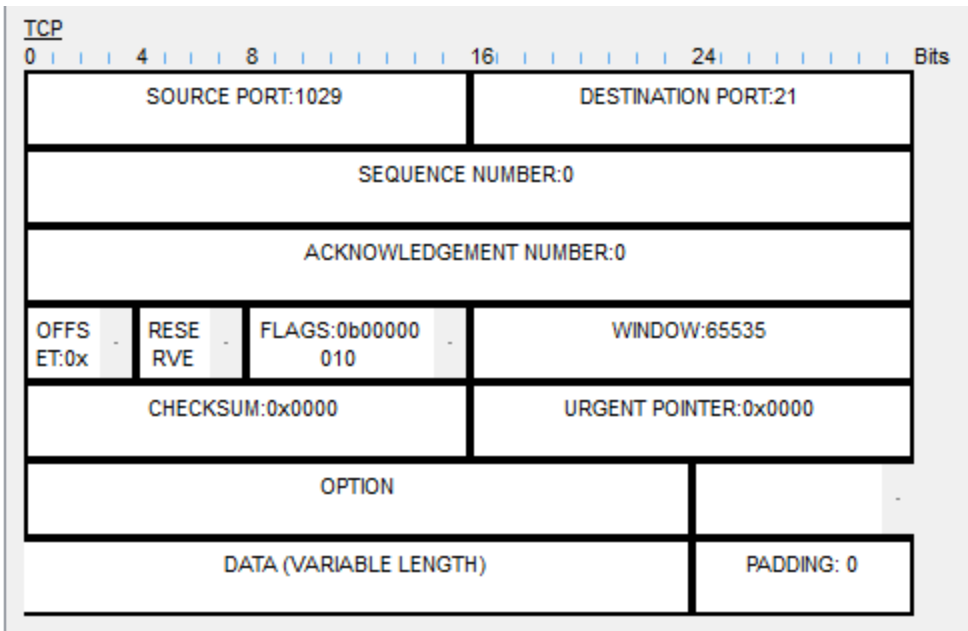 TCP
0 4 8 16 24 Bits
SOURCE PORT:1029 DESTINATION PORT:21
SEQUENCE NUMBER:0
ACKNOWLEDGEMENT NUMBER:0
OFFS RESE FLAGS:0b00000 WINDOW:65535
ET:0x RVE 010
CHECKSUM:0x0000 URGENT POINTER:0x0000
OPTION
DATA (VARIABLE LENGTH) PADDING: 0